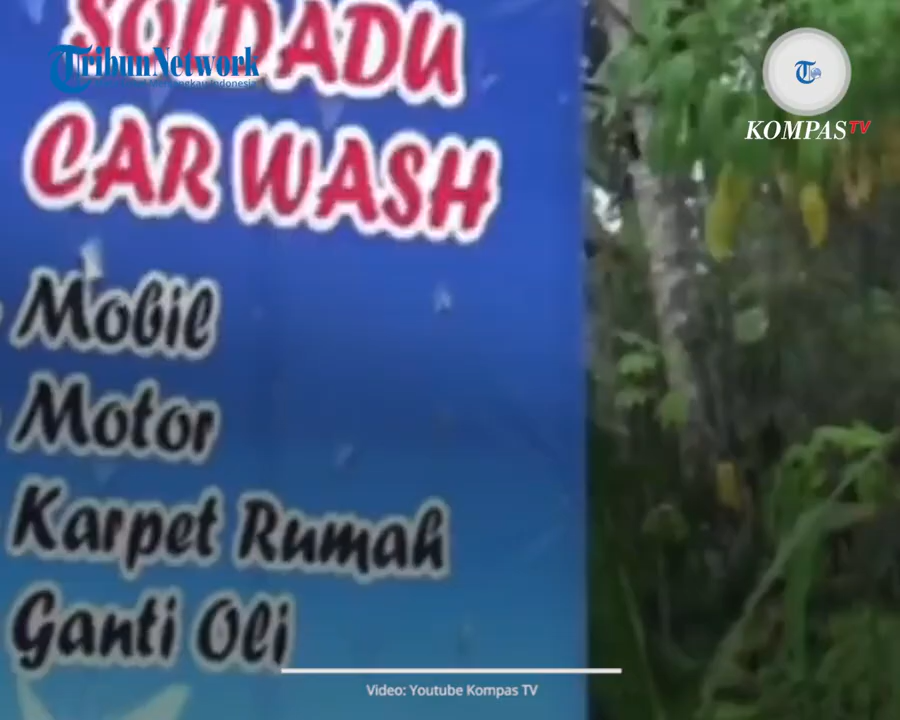 SOLDADU
TribunNetwork
CAR WASH
KOMPAS TV
Mobil
Motor
Karpet Rumah
Ganti Oli
Video: Youtube Kompas TV